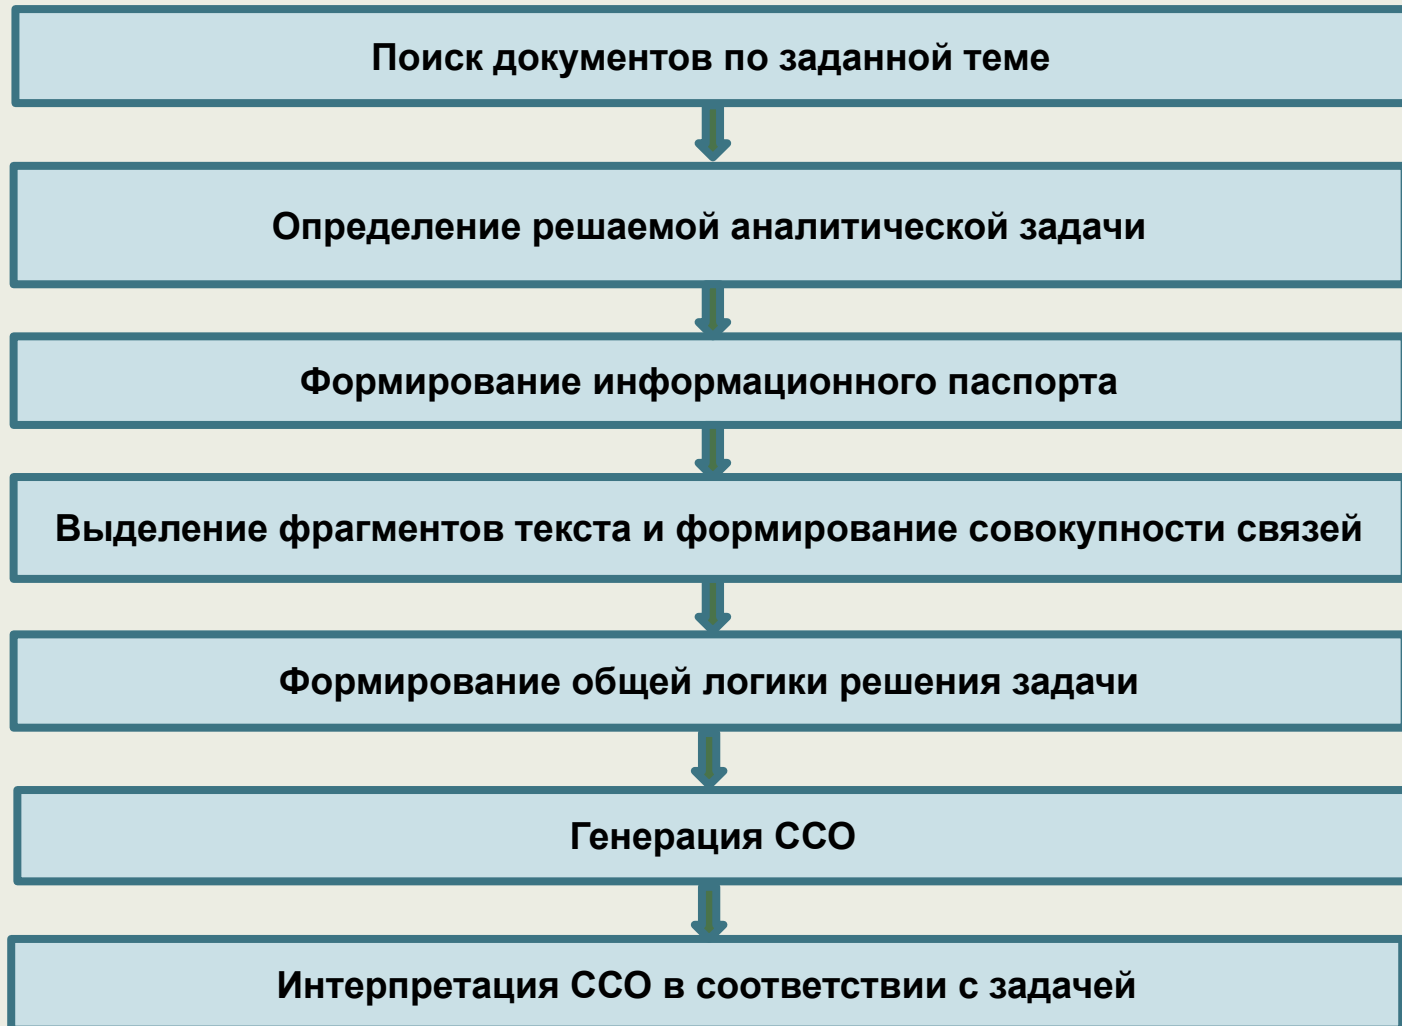 Поиск документов по заданной теме
Определение решаемой аналитической задачи
Формирование информационного паспорта
Выделение фрагментов текста и формирование совокупности связей
Формирование общей логики решения задачи
Генерация ССО
Интерпретация ССО в соответствии с задачей